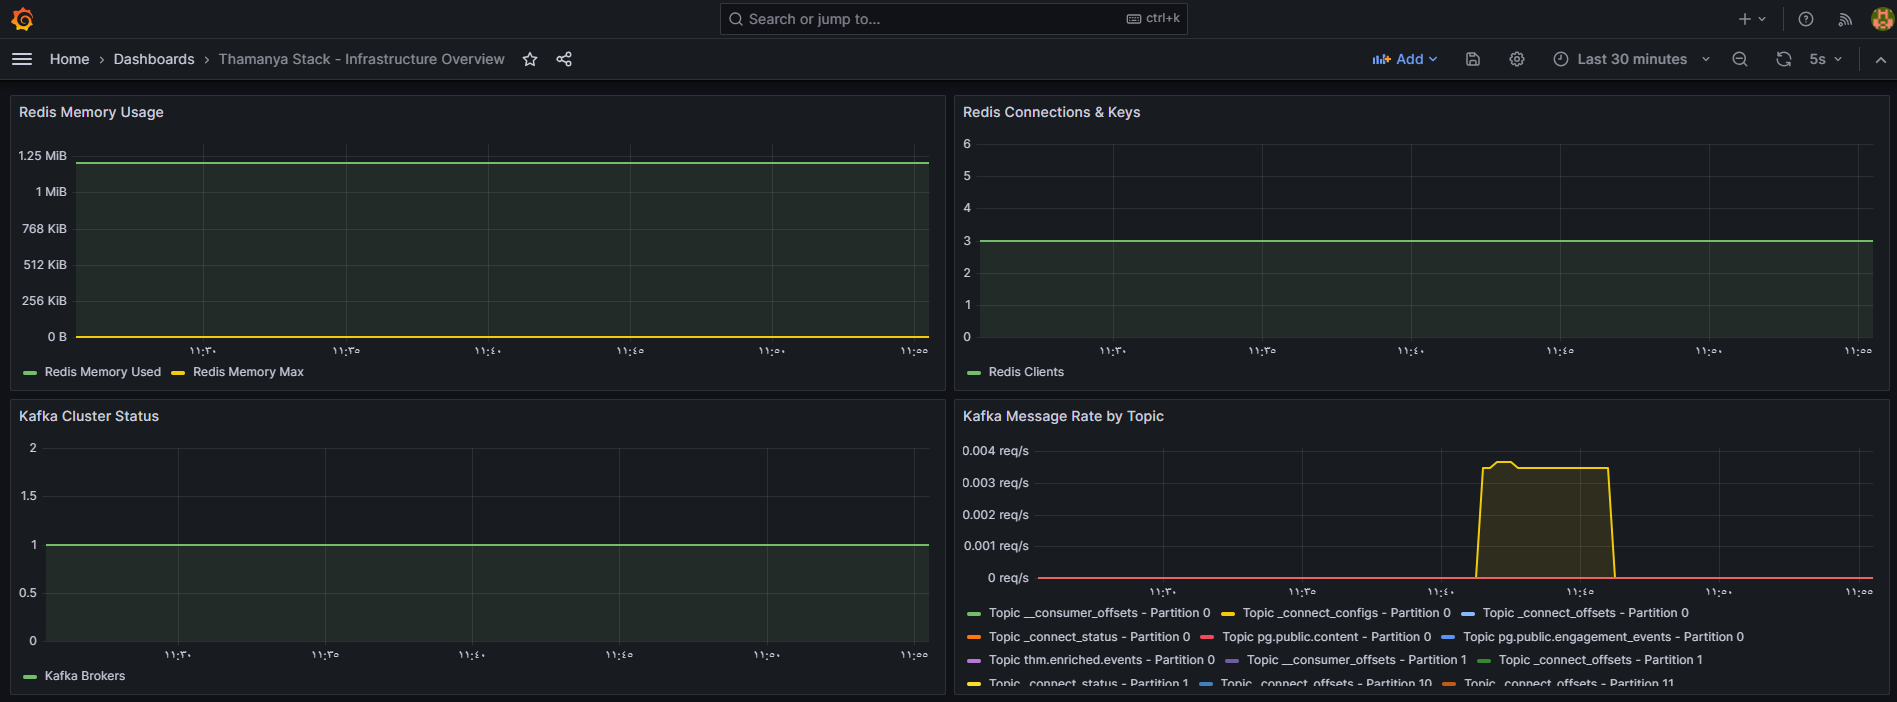 Search or jump to...
ctrl+k
Home › Dashboards › Thamanya Stack - Infrastructure Overview
Add
Last 30 minutes
5s
Redis Memory Usage
1.25 MiB
1 MiB
768 KiB
512 KiB
256 KiB
0 B
١١:٣٠ ١١:٣٥ ١١:٤٠ ١١:٤٥ ١١:٥٠ ١١:٥٥
Redis Memory Used Redis Memory Max
Redis Connections & Keys
6
5
4
3
2
1
0
١١:٣٠ ١١:٣٥ ١١:٤٠ ١١:٤٥ ١١:٥٠ ١١:٥٥
Redis Clients
Kafka Cluster Status
2
1.5
1
0.5
0
١١:٣٠ ١١:٣٥ ١١:٤٠ ١١:٤٥ ١١:٥٠ ١١:٥٥
Kafka Brokers
Kafka Message Rate by Topic
0.004 req/s
0.003 req/s
0.002 req/s
0.001 req/s
0 req/s
١١:٣٠ ١١:٣٥ ١١:٤٠ ١١:٤٥ ١١:٥٠ ١١:٥٥
Topic __consumer_offsets - Partition 0 Topic _connect_configs - Partition 0 Topic _connect_offsets - Partition 0
Topic _connect_status - Partition 0 Topic pg.public.content - Partition 0 Topic pg.public.engagement_events - Partition 0
Topic thm.enriched.events - Partition 0 Topic __consumer_offsets - Partition 1 Topic _connect_offsets - Partition 1
Topic _connect_status - Partition 1 Topic _connect_offsets - Partition 10 Topic _connect_offsets - Partition 11